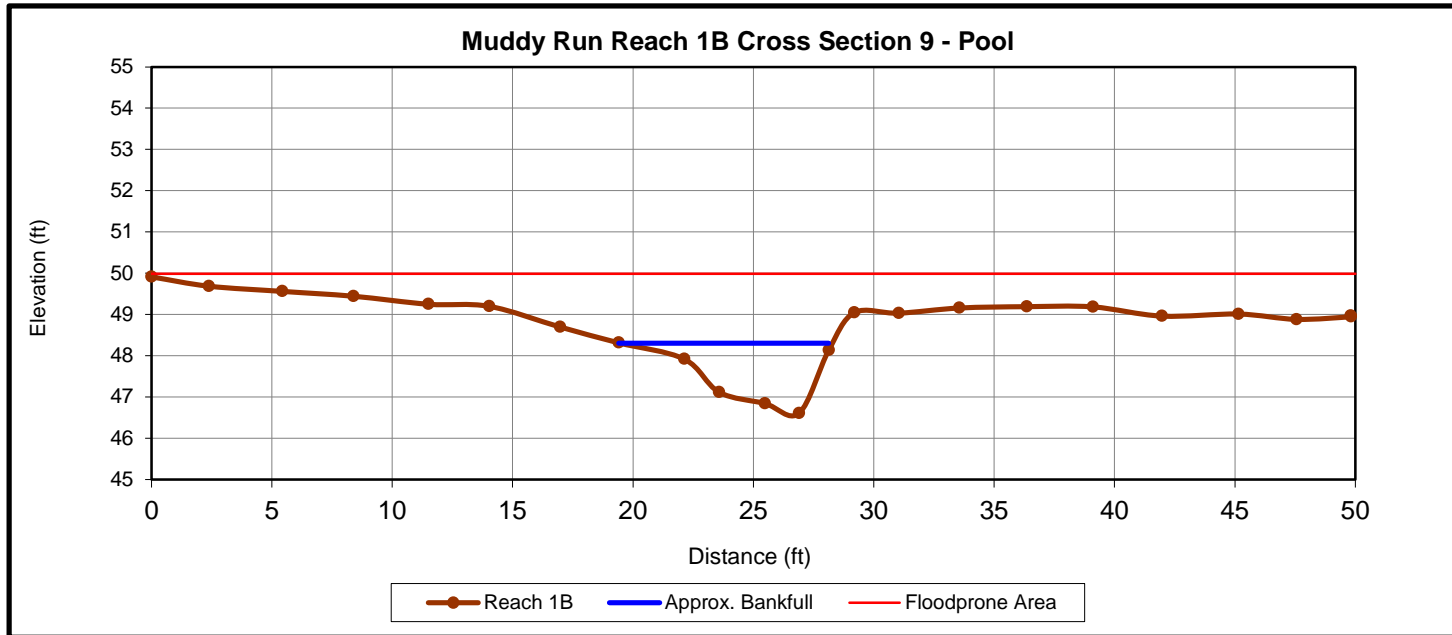 Muddy Run Reach 1B Cross Section 9 - Pool
55
54
53
52
51
50
49
48
47
46
45
Elevation (ft)
0 5 10 15 20 25 30 35 40 45 50
Distance (ft)
Reach 1B Approx. Bankfull Floodprone Area